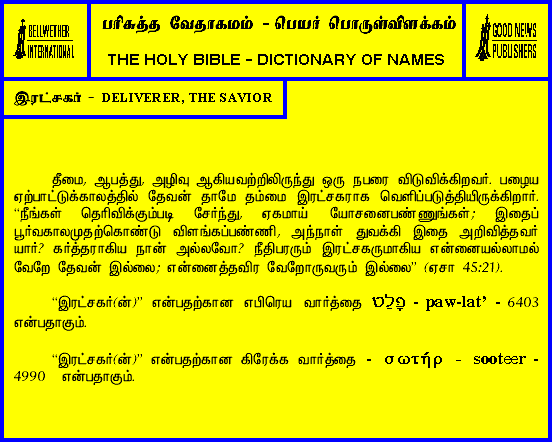 BELLWETHER
INTERNATIONAL
பரிசுத்த வேதாகமம் - பெயர் பொருள்விளக்கம்
THE HOLY BIBLE - DICTIONARY OF NAMES
GOOD NEWS
PUBLISHERS
இரட்சகர் - DELIVERER, THE SAVIOR
தீமை, ஆபத்து, அழிவு ஆகியவற்றிலிருந்து ஒரு நபரை விடுவிக்கிறவர். பழைய
ஏற்பாட்டுக்காலத்தில் தேவன் தாமே தம்மை இரட்சகராக வெளிப்படுத்தியிருக்கிறார்.
“நீங்கள் தெரிவிக்கும்படி சேர்ந்து, ஏகமாய் யோசனைபண்ணுங்கள்; இதைப்
பூர்வகாலமுதற்கொண்டு விளங்கப்பண்ணி, அந்நாள் துவக்கி இதை அறிவித்தவர்
யார்? கர்த்தராகிய நான் அல்லவோ? நீதிபரரும் இரட்சகருமாகிய என்னையல்லாமல்
வேறே தேவன் இல்லை; என்னைத்தவிர வேறொருவரும் இல்லை” (ஏசா 45:21).
“இரட்சகர்(ன்)” என்பதற்கான எபிரெய வார்த்தை פָּלַט - paw-lat’ - 6403
என்பதாகும்.
“இரட்சகர்(ன்)” என்பதற்கான கிரேக்க வார்த்தை - σωτήρ - sooteer -
4990 என்பதாகும்.